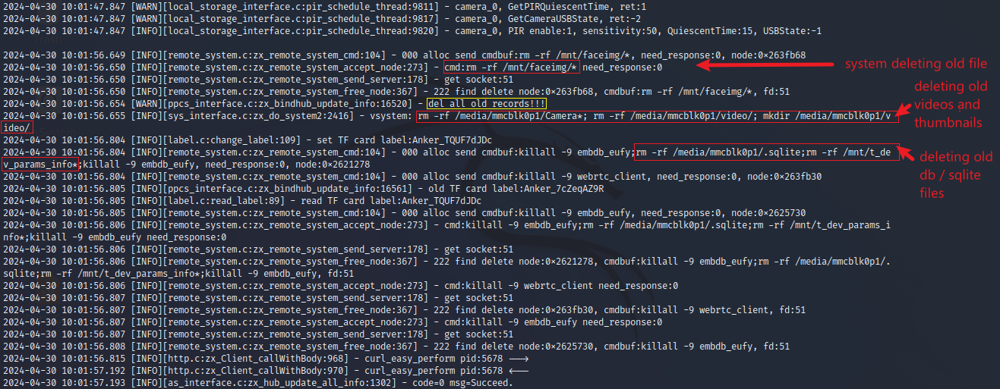 2024-04-30 10:01:47.847 [WARN][local_storage_interface.c:pir_schedule_thread:9811] - camera_0, GetPIRQuiescentTime, ret:1
2024-04-30 10:01:47.847 [WARN][local_storage_interface.c:pir_schedule_thread:9817] - camera_0, GetCameraUSBState, ret:-2
2024-04-30 10:01:47.847 [INFO][local_storage_interface.c:pir_schedule_thread:9820] - camera_0, PIR enable:1, sensitivity:50, QuiescentTime:15, USBState:-1
2024-04-30 10:01:56.649 [INFO][remote_system.c:zx_remote_system_cmd:104] - 000 alloc send cmdbuf:rm -rf /mnt/faceimg/*, need_response:0, node:0×263fb68
2024-04-30 10:01:56.650 [INFO][remote_system.c:zx_remote_system_accept_node:273] - cmd:rm -rf /mnt/faceimg/* need_response:0
system deleting old file
2024-04-30 10:01:56.650 [INFO][remote_system.c:zx_remote_system_send_server:178] - get socket:51
2024-04-30 10:01:56.650 [INFO][remote_system.c:zx_remote_system_free_node:367] - 222 find delete node:0×263fb68, cmdbuf:rm -rf /mnt/faceimg/*, fd:51
2024-04-30 10:01:56.654 [WARN][ppcs_interface.c:zx_bindhub_update_info:16520] - del all old records!!!
2024-04-30 10:01:56.655 [INFO][sys_interface.c:zx_do_system2:2416] - vsystem: rm -rf /media/mmcblk0p1/Camera*; rm -rf /media/mmcblk0p1/video/; mkdir /media/mmcblk0p1/v
ideo/
deleting old
videos and
thumbnails
2024-04-30 10:01:56.804 [INFO][label.c:change_label:109] - set TF card label:Anker_TQUF7dJDc
2024-04-30 10:01:56.804 [INFO][remote_system.c:zx_remote_system_cmd:104] - 000 alloc send cmdbuf:killall -9 embdb_eufy;rm -rf /media/mmcblk0p1/.sqlite;rm -rf /mnt/t_de
v_params_info*;killall -9 embdb_eufy, need_response:0, node:0×2621278
deleting old
db / sqlite
files
2024-04-30 10:01:56.804 [INFO][remote_system.c:zx_remote_system_cmd:104] - 000 alloc send cmdbuf:killall -9 webrtc_client, need_response:0, node:0×263fb30
2024-04-30 10:01:56.805 [INFO][ppcs_interface.c:zx_bindhub_update_info:16561] - old TF card label:Anker_7cZeqAZ9R
2024-04-30 10:01:56.805 [INFO][label.c:read_label:89] - read TF card label:Anker_TQUF7dJDc
2024-04-30 10:01:56.805 [INFO][remote_system.c:zx_remote_system_cmd:104] - 000 alloc send cmdbuf:killall -9 embdb_eufy, need_response:0, node:0×2625730
2024-04-30 10:01:56.806 [INFO][remote_system.c:zx_remote_system_accept_node:273] - cmd:killall -9 embdb_eufy;rm -rf /media/mmcblk0p1/.sqlite;rm -rf /mnt/t_dev_params_i
nfo*;killall -9 embdb_eufy need_response:0
2024-04-30 10:01:56.806 [INFO][remote_system.c:zx_remote_system_send_server:178] - get socket:51
2024-04-30 10:01:56.806 [INFO][remote_system.c:zx_remote_system_free_node:367] - 222 find delete node:0×2621278, cmdbuf:killall -9 embdb_eufy;rm -rf /media/mmcblk0p1/.
sqlite;rm -rf /mnt/t_dev_params_info*;killall -9 embdb_eufy, fd:51
2024-04-30 10:01:56.806 [INFO][remote_system.c:zx_remote_system_accept_node:273] - cmd:killall -9 webrtc_client need_response:0
2024-04-30 10:01:56.807 [INFO][remote_system.c:zx_remote_system_send_server:178] - get socket:51
2024-04-30 10:01:56.807 [INFO][remote_system.c:zx_remote_system_free_node:367] - 222 find delete node:0×263fb30, cmdbuf:killall -9 webrtc_client, fd:51
2024-04-30 10:01:56.807 [INFO][remote_system.c:zx_remote_system_accept_node:273] - cmd:killall -9 embdb_eufy need_response:0
2024-04-30 10:01:56.807 [INFO][remote_system.c:zx_remote_system_send_server:178] - get socket:51
2024-04-30 10:01:56.808 [INFO][remote_system.c:zx_remote_system_free_node:367] - 222 find delete node:0×2625730, cmdbuf:killall -9 embdb_eufy, fd:51
2024-04-30 10:01:56.815 [INFO][http.c:zx_Client_callWithBody:968] - curl_easy_perform pid:5678 --->
2024-04-30 10:01:57.192 [INFO][http.c:zx_Client_callWithBody:970] - curl_easy_perform pid:5678 <---
2024-04-30 10:01:57.193 [INFO][as_interface.c:zx_hub_update_all_info:1302] - code=0 msg=Succeed.